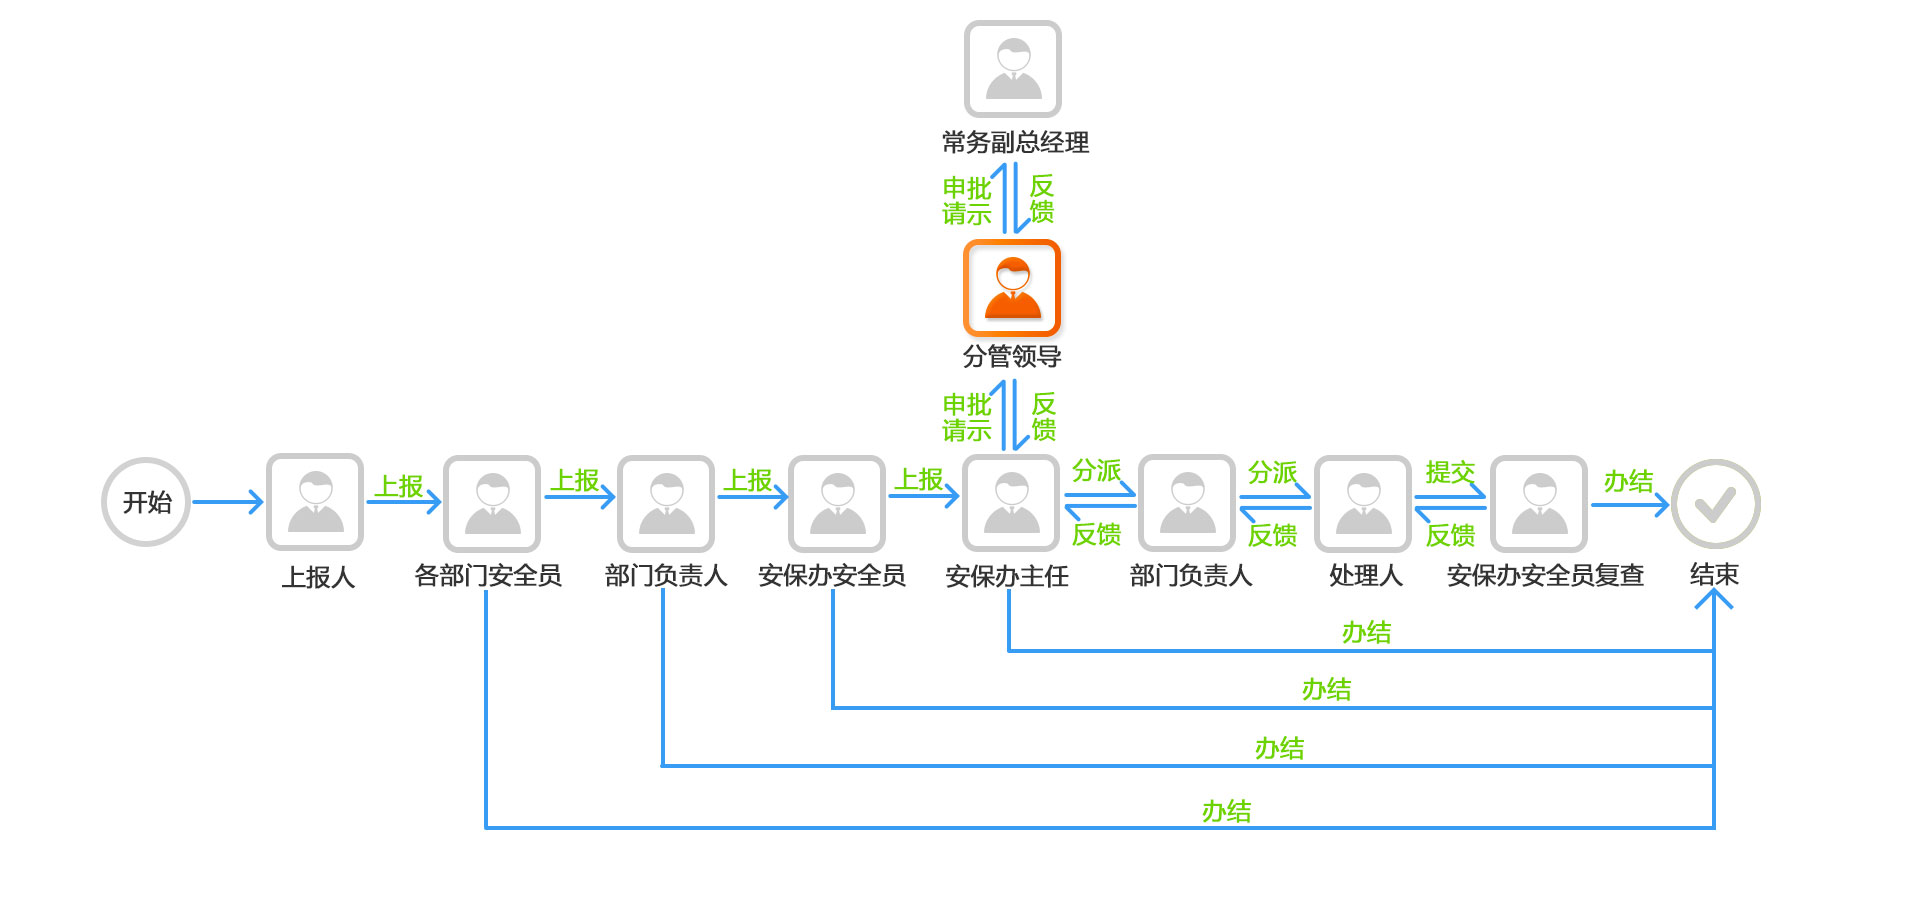 常务副总经理
申批
请示
反
馈
分管领导
申批
请示
反
馈
开始
上报
上报
上报
上报
分派
反馈
分派
反馈
提交
反馈
办结
上报人
各部门安全员
部门负责人
安保办安全员
安保办主任
部门负责人
处理人
安保办安全员复查
结束
办结
办结
办结
办结